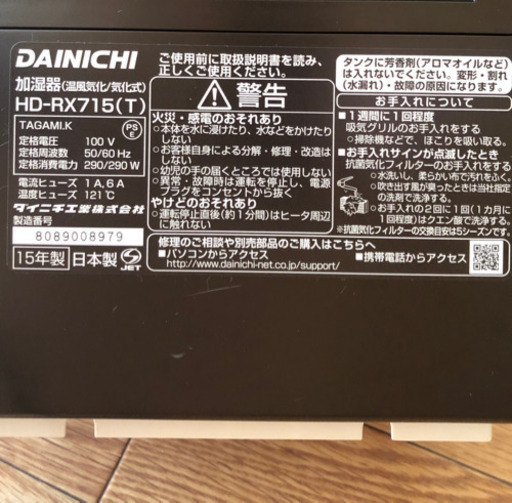 DAINICHI
加湿器(温風気化/気化式)
HD-RX715(T)
TAGAMI.K
PS
E
定格電圧 100 V
定格周波数 50/60 Hz
定格消費電力 290/290 W
電流ヒューズ 1A,6A
温度ヒューズ 121℃
ダイニチ工業株式会社
製造番号
8089008979
15年製 日本製 JET
ご使用前に取扱説明書を読み、
正しくご使用ください。
警告
火災・感電のおそれあり
●本体を水に浸けたり、水などをかけたり
しない
●お客様自身による分解・修理・改造は
しない
●幼児の手の届くところでは使用しない
●異常・故障時は運転を停止し、電源
プラグをコンセントから抜く
やけどのおそれあり
●運転停止直後(約1分間)はヒータ周辺
に触れない
修理のご相談や別売部品のご購入はこちらへ
■パソコンからアクセス
http://www.dainichi-net.co.jp/support/
■携帯電話からアクセス
タンクに芳香剤(アロマオイルなど)
は入れないでください。変形・割れ
(水漏れ)・故障の原因になります。
お手入れについて
■1週間に1回程度
吸気グリルのお手入れをする
●掃除機などで、ほこりを吸い取る。
■お手入れサインが点滅したとき
抗菌気化フィルターのお手入れをする
●水洗いし、柔らかい布で汚れをふく。
●吹き出す風が臭ったときは当社指定
の洗剤で洗浄する。
●お手入れの2回に1回(1カ月に
1回程度)はクエン酸で洗浄する。
※抗菌気化フィルターの交換目安は5シーズンです。